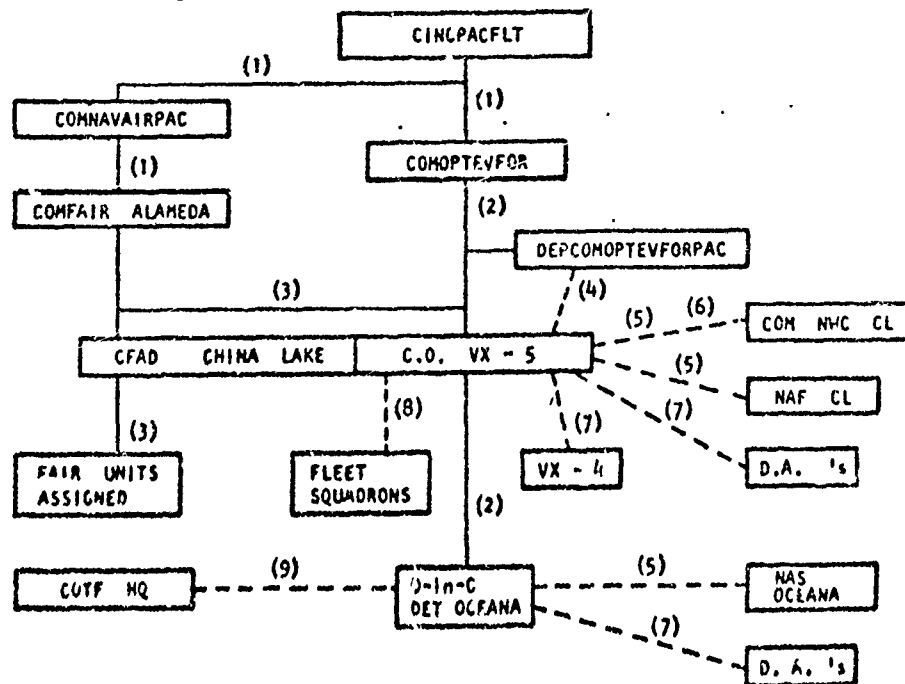 CINCPACFLT
(1)
(1)
COMNAVAIRPAC
(1)
COMOPTEVFOR
COMFAIR ALAMEDA
(2)
DEPCOMOPTEVFORPAC
(3)
(4)
(5) (6)
COM NWC CL
CFAD CHINA LAKE
C.O. VX - 5
(5)
NAF CL
(8)
(7)
(7)
(3)
FAIR UNITS
ASSIGNED
FLEET
SQUADRONS
VX - 4
D.A. 's
(2)
COTF HQ
(9)
O-In-C
DET OCEANA
(5)
NAS
OCEANA
(7)
D. A. 's